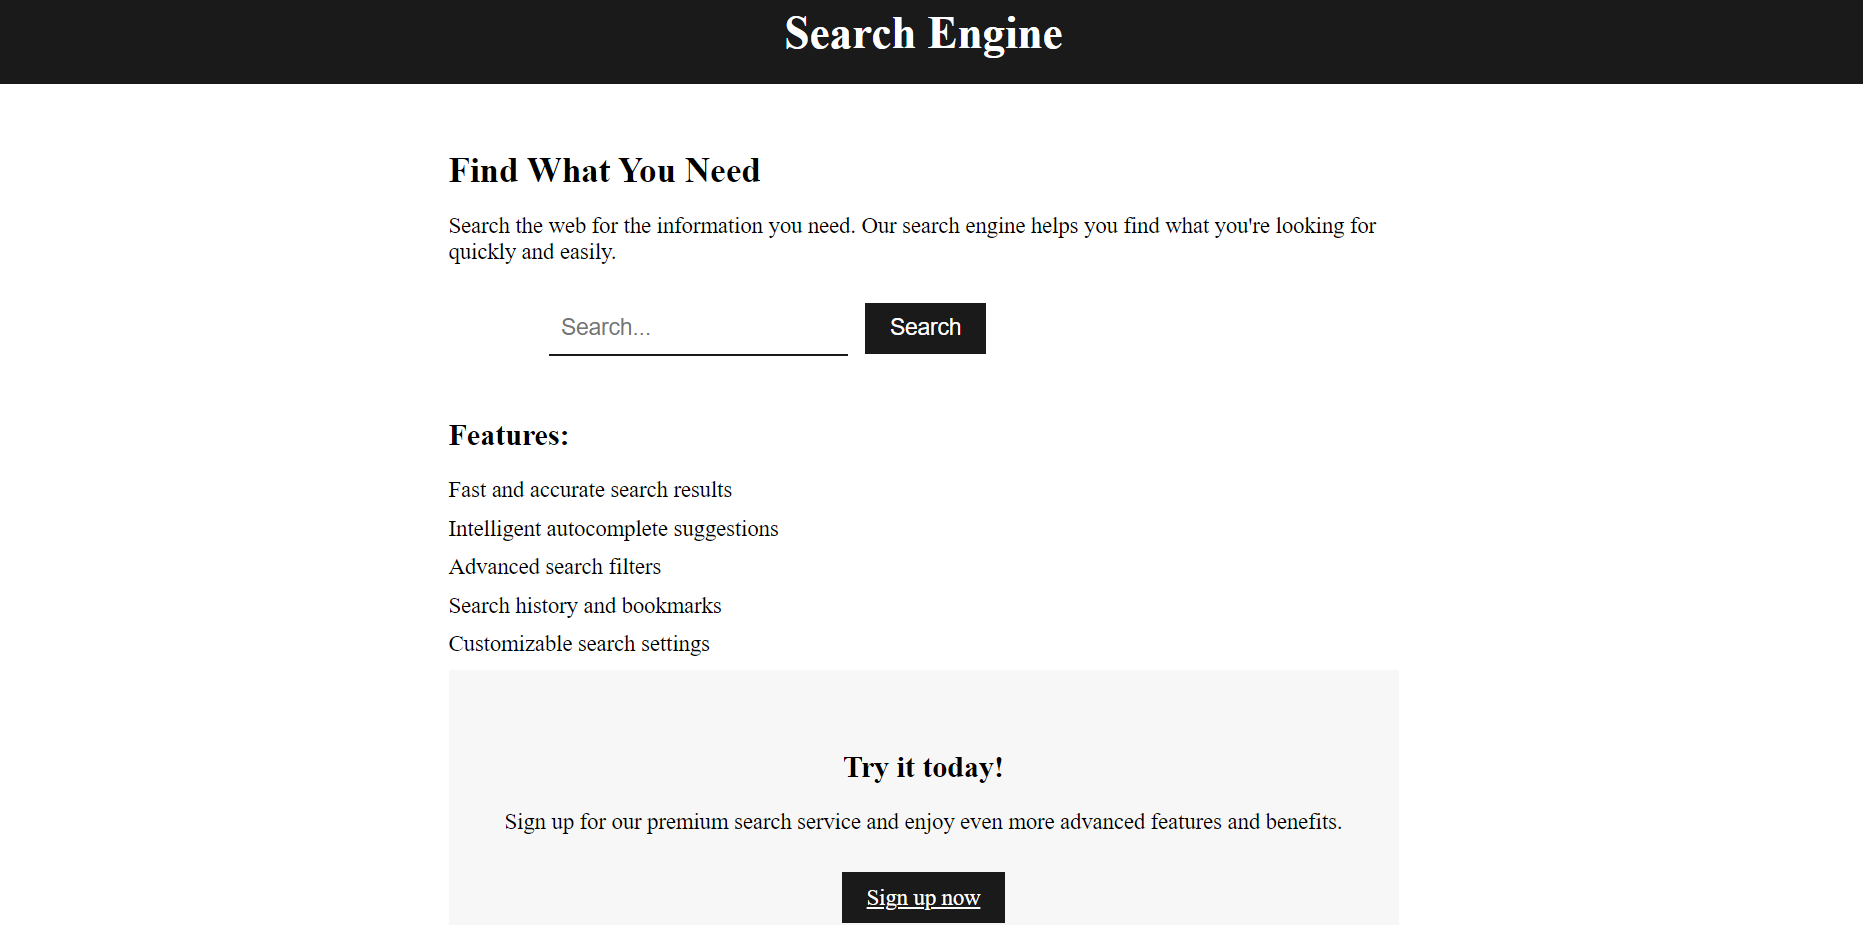 Search Engine
Find What You Need
Search the web for the information you need. Our search engine helps you find what you're looking for
quickly and easily.
Search... Search
Features:
Fast and accurate search results
Intelligent autocomplete suggestions
Advanced search filters
Search history and bookmarks
Customizable search settings
Try it today!
Sign up for our premium search service and enjoy even more advanced features and benefits.
Sign up now